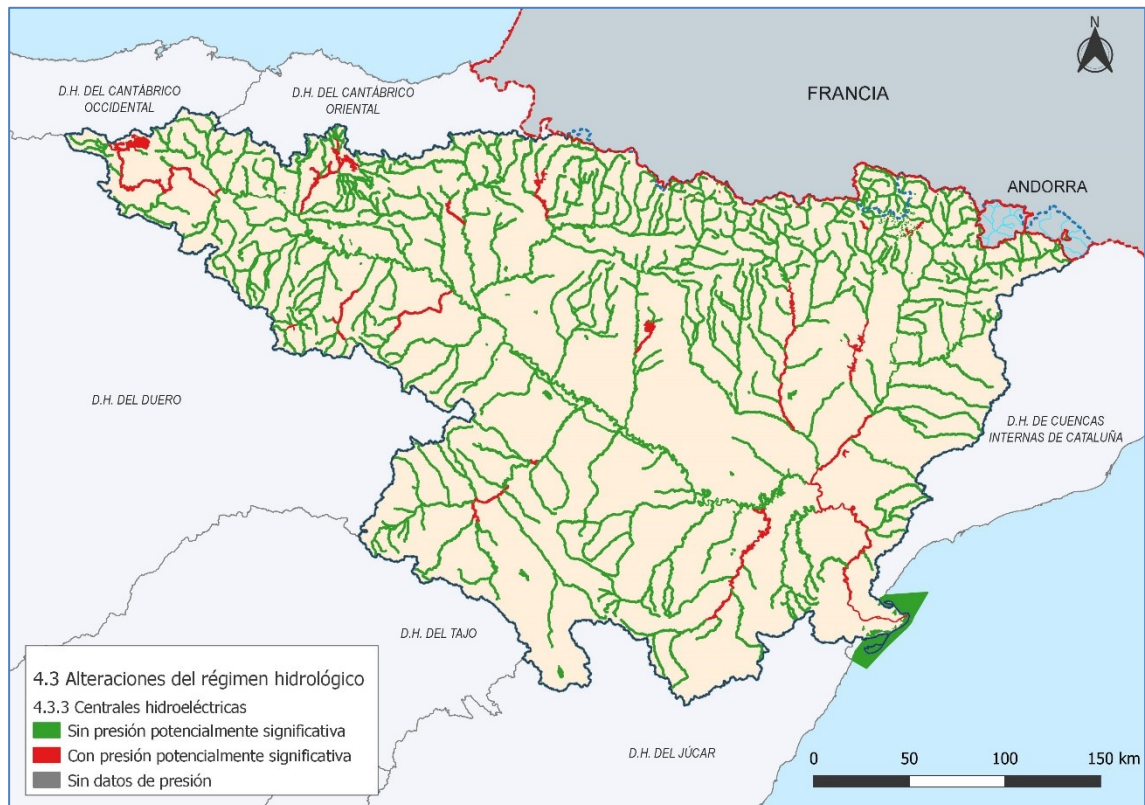 N
D.H. DEL CANTÁBRICO
OCCIDENTAL
D.H. DEL CANTÁBRICO
ORIENTAL
FRANCIA
ANDORRA
D.H. DEL DUERO
D.H. DE CUENCAS
INTERNAS DE CATALUÑA
D.H. DEL TAJO
D.H. DEL JÚCAR
4.3 Alteraciones del régimen hidrológico
4.3.3 Centrales hidroeléctricas
Sin presión potencialmente significativa
Con presión potencialmente significativa
Sin datos de presión
0 50 100 150 km